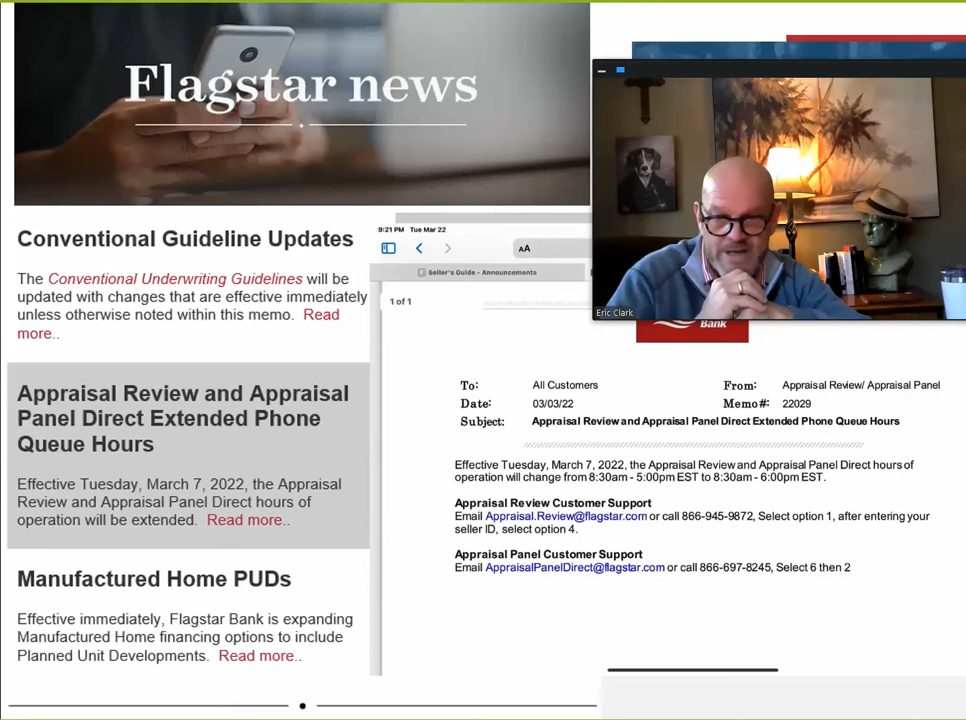 Flagstar news
Conventional Guideline Updates
The Conventional Underwriting Guidelines will be
updated with changes that are effective immediately
unless otherwise noted within this memo. Read
more..
Appraisal Review and Appraisal
Panel Direct Extended Phone
Queue Hours
Effective Tuesday, March 7, 2022, the Appraisal
Review and Appraisal Panel Direct hours of
operation will be extended. Read more..
Manufactured Home PUDs
Effective immediately, Flagstar Bank is expanding
Manufactured Home financing options to include
Planned Unit Developments. Read more..
9:21 PM Tue Mar 22
AA
Seller's Guide - Announcements
1 of 1
Eric Clark
Bank
To: All Customers From: Appraisal Review/ Appraisal Panel
Date: 03/03/22 Memo#: 22029
Subject: Appraisal Review and Appraisal Panel Direct Extended Phone Queue Hours
Effective Tuesday, March 7, 2022, the Appraisal Review and Appraisal Panel Direct hours of
operation will change from 8:30am - 5:00pm EST to 8:30am - 6:00pm EST.
Appraisal Review Customer Support
Email Appraisal.Review@flagstar.com or call 866-945-9872, Select option 1, after entering your
seller ID, select option 4.
Appraisal Panel Customer Support
Email AppraisalPanelDirect@flagstar.com or call 866-697-8245, Select 6 then 2